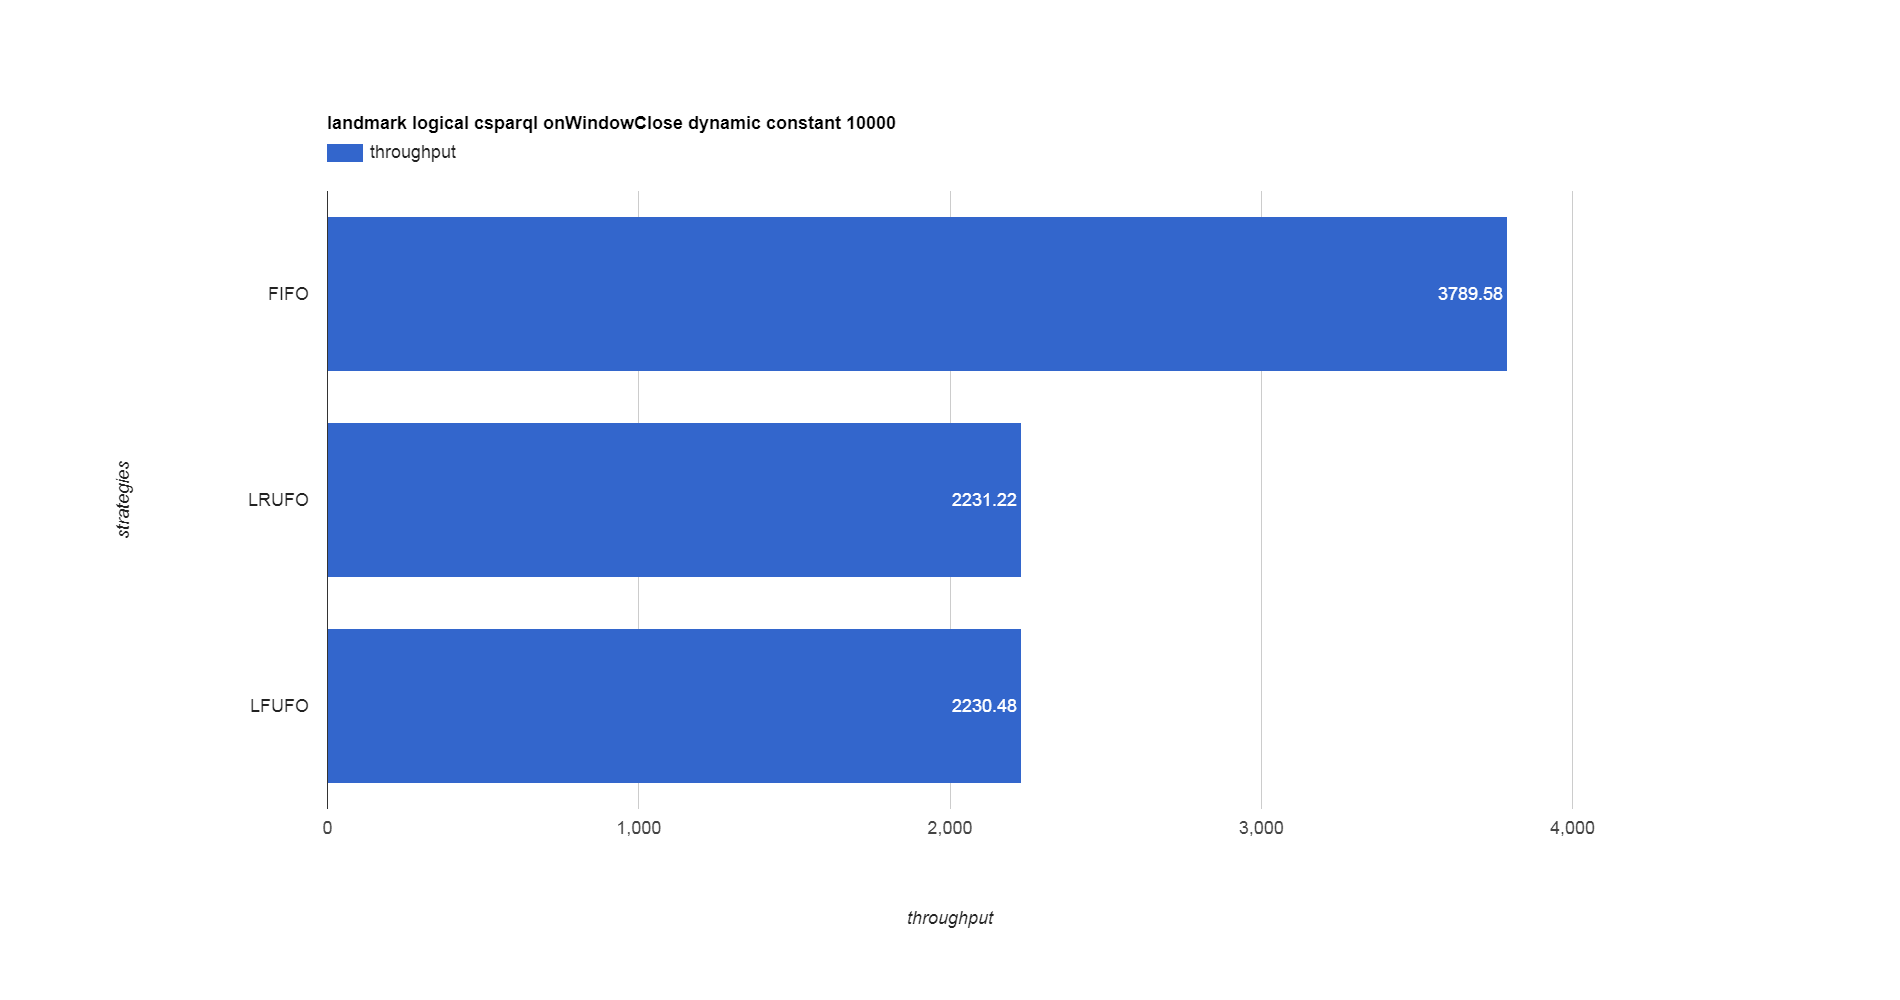 landmark logical csparql onWindowClose dynamic constant 10000
throughput
FIFO
3789.58
LRUFO
2231.22
LFUFO
2230.48
strategies
0 1,000 2,000 3,000 4,000
throughput